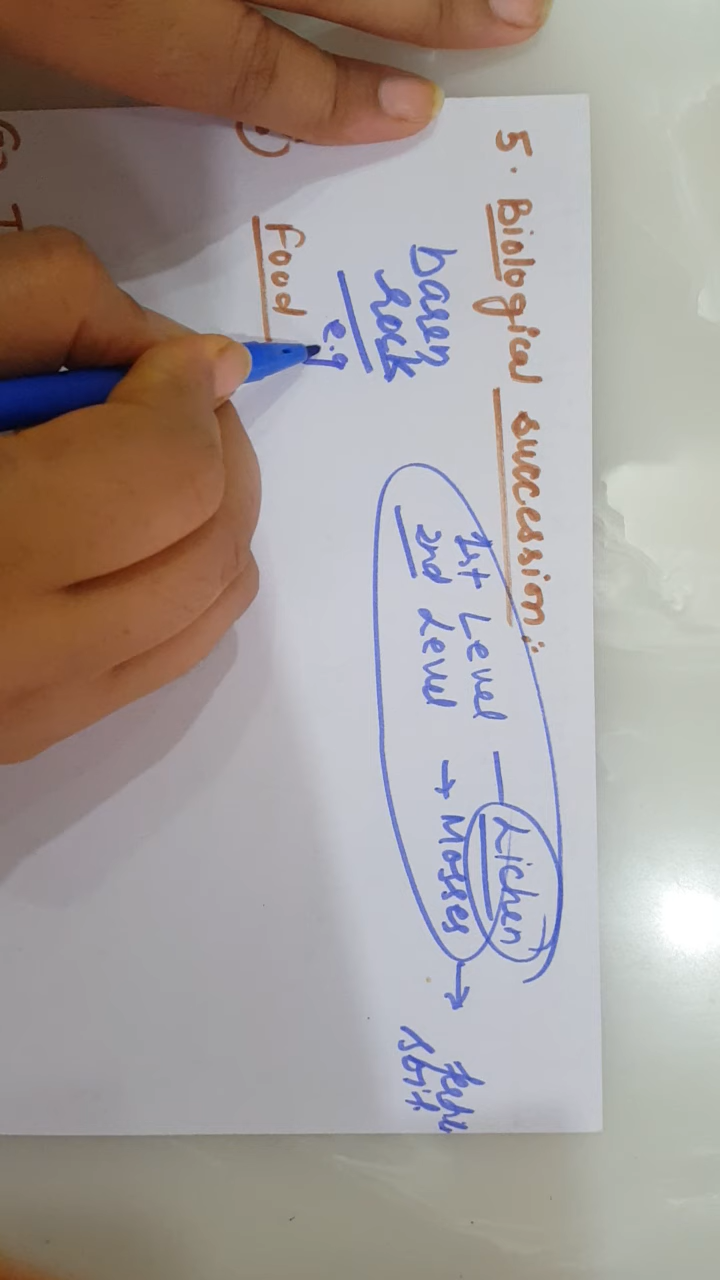 5. Biological succession:
1st Level — Lichen
baren rock
2nd Level → Mosses →
Food
e.g